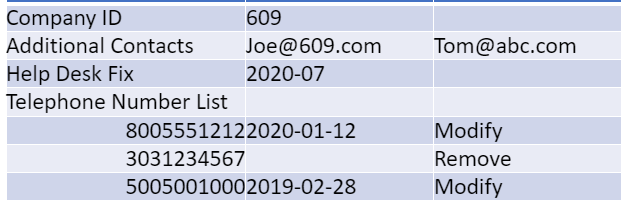 Company ID 609
Additional Contacts Joe@609.com Tom@abc.com
Help Desk Fix 2020-07
Telephone Number List
8005551212 2020-01-12 Modify
3031234567 Remove
5005001000 2019-02-28 Modify